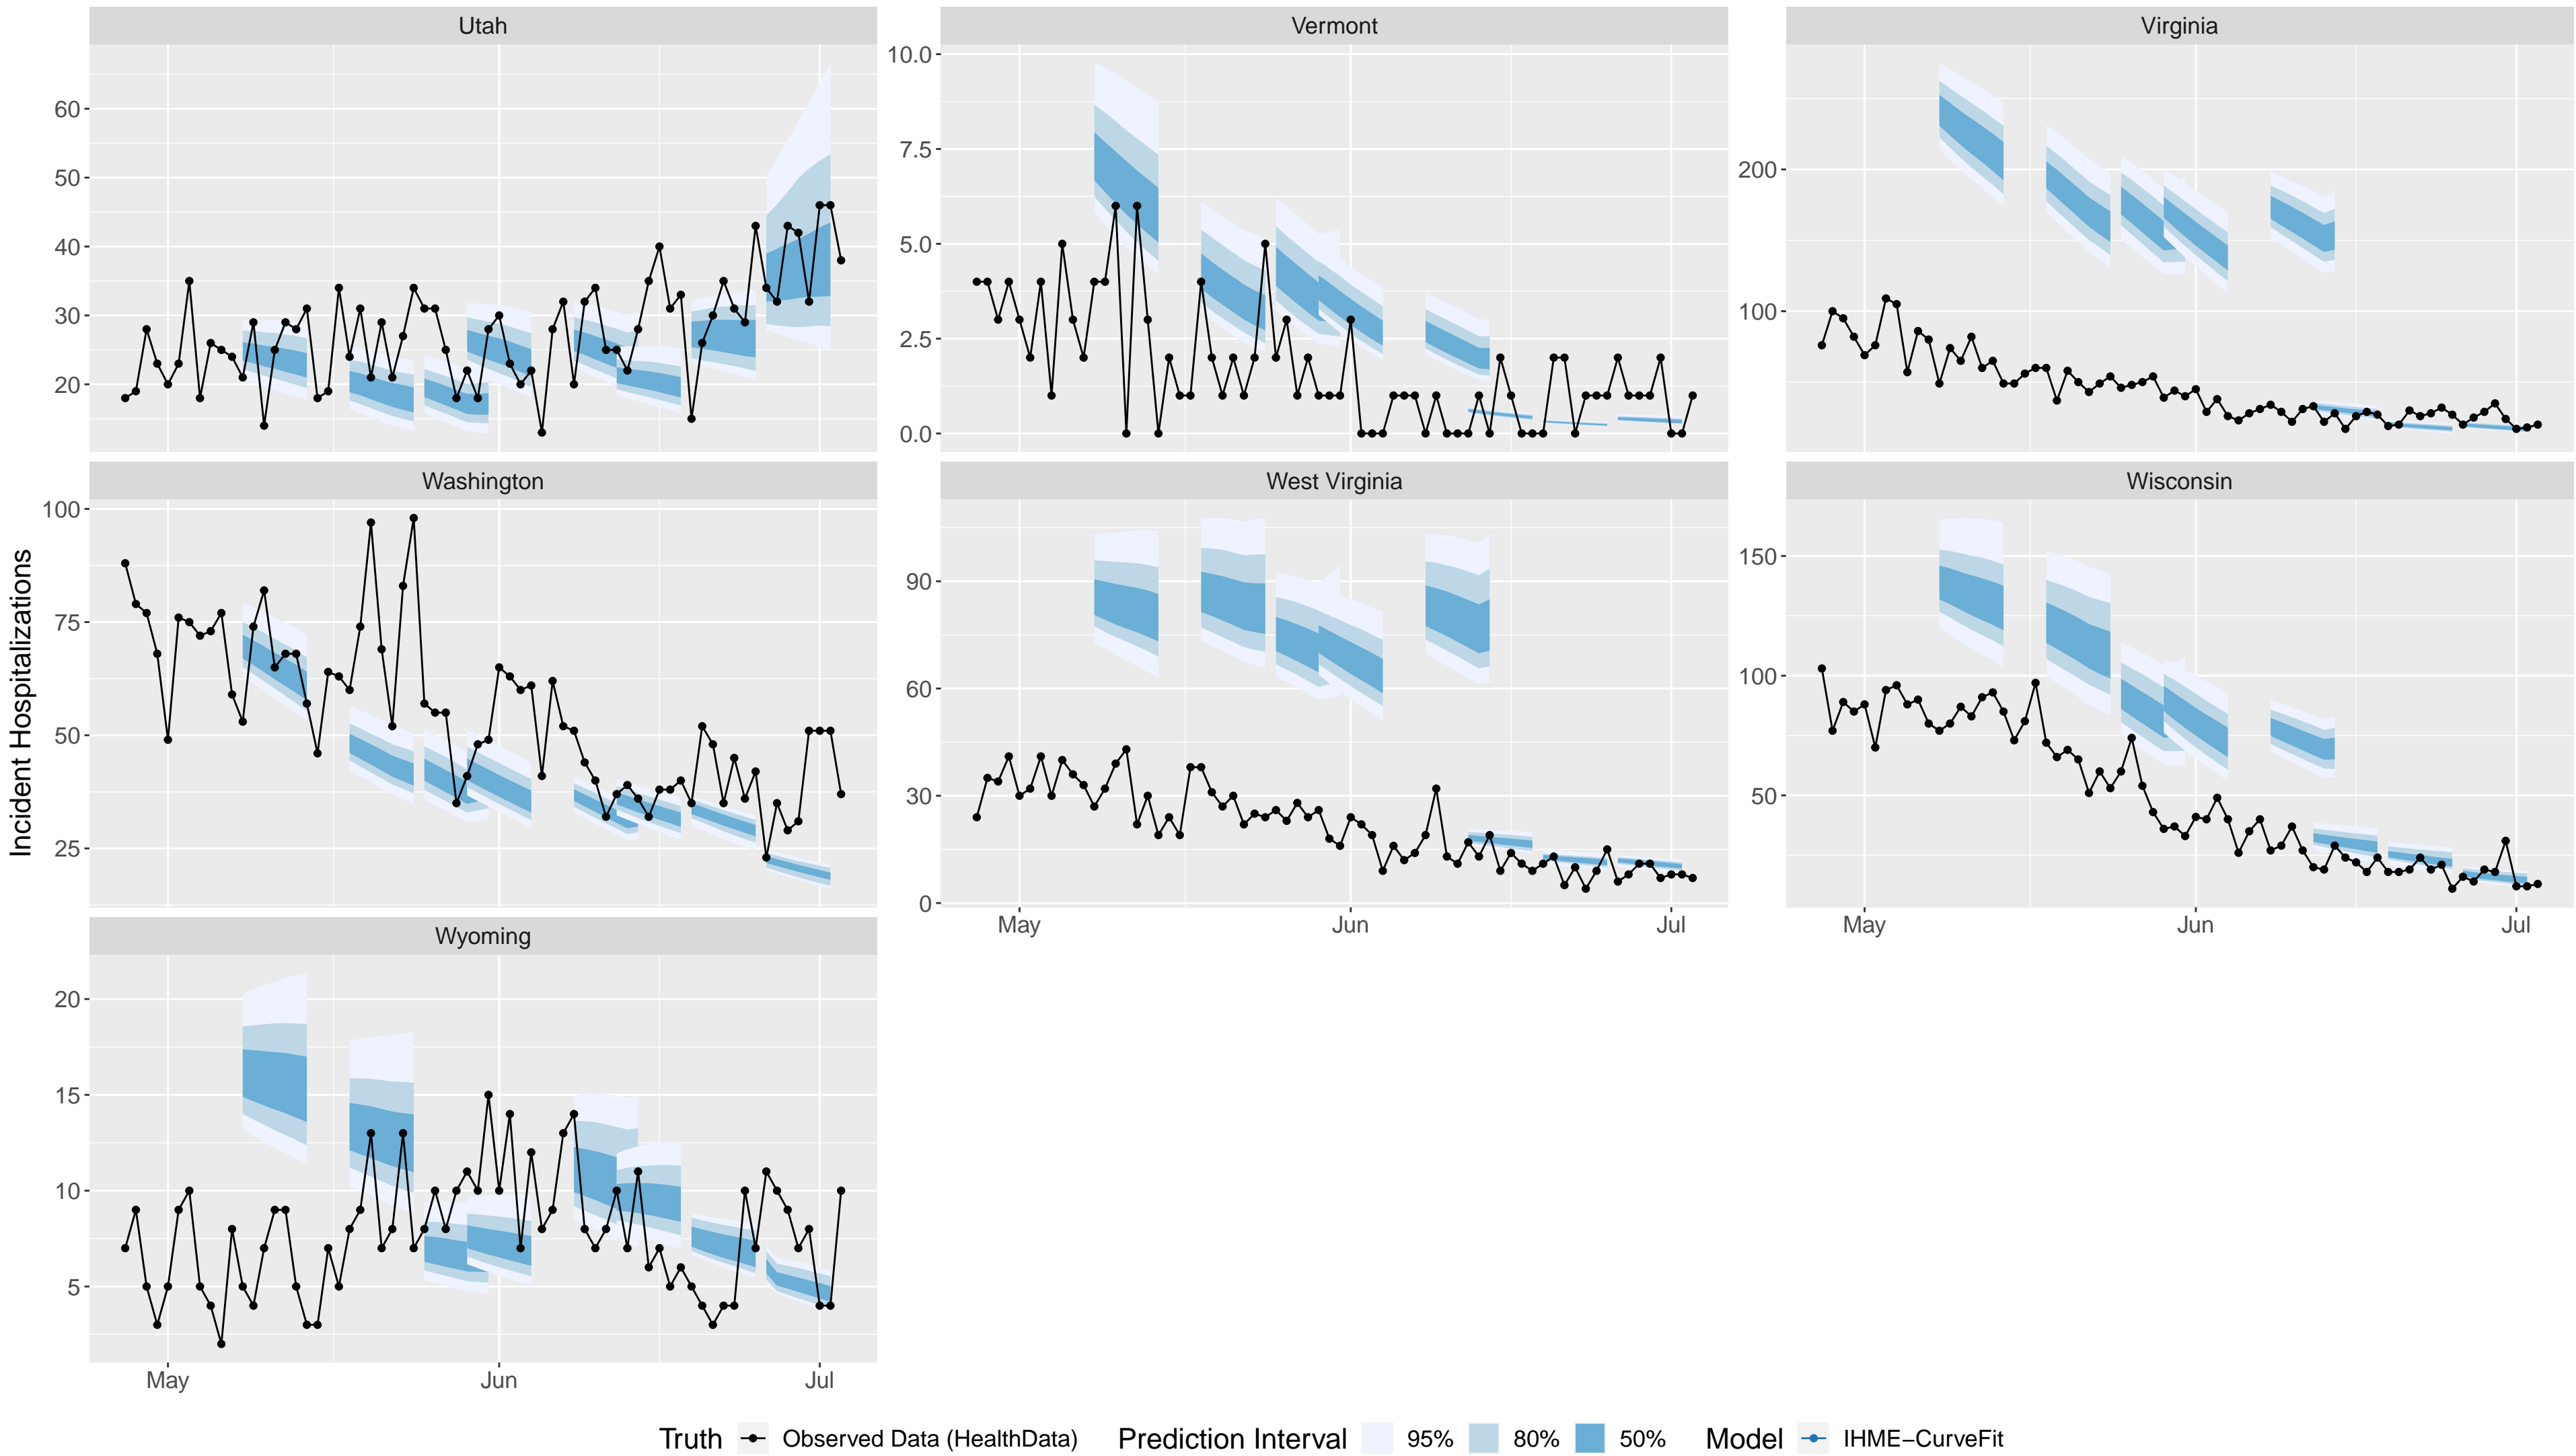 Utah
Vermont
Virginia
60
50
40
30
20
10.0
7.5
5.0
2.5
0.0
200
100
Incident Hospitalizations
Washington
West Virginia
Wisconsin
100
75
50
25
90
60
30
0
150
100
50
May Jun Jul
May Jun Jul
Wyoming
20
15
10
5
May Jun Jul
Truth Observed Data (HealthData) Prediction Interval 95% 80% 50% Model IHME−CurveFit